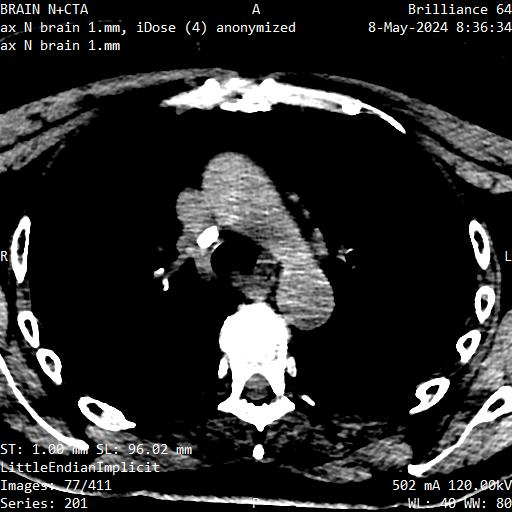 BRAIN N+CTA
A
Brilliance 64
ax N brain 1.mm, iDose (4) anonymized
8-May-2024 8:36:34
ax N brain 1.mm
R
L
ST: 1.00 mm SL: 96.02 mm
LittleEndianImplicit
Images: 77/411
502 mA 120.00kV
Series: 201
P
WL: 40 WW: 80